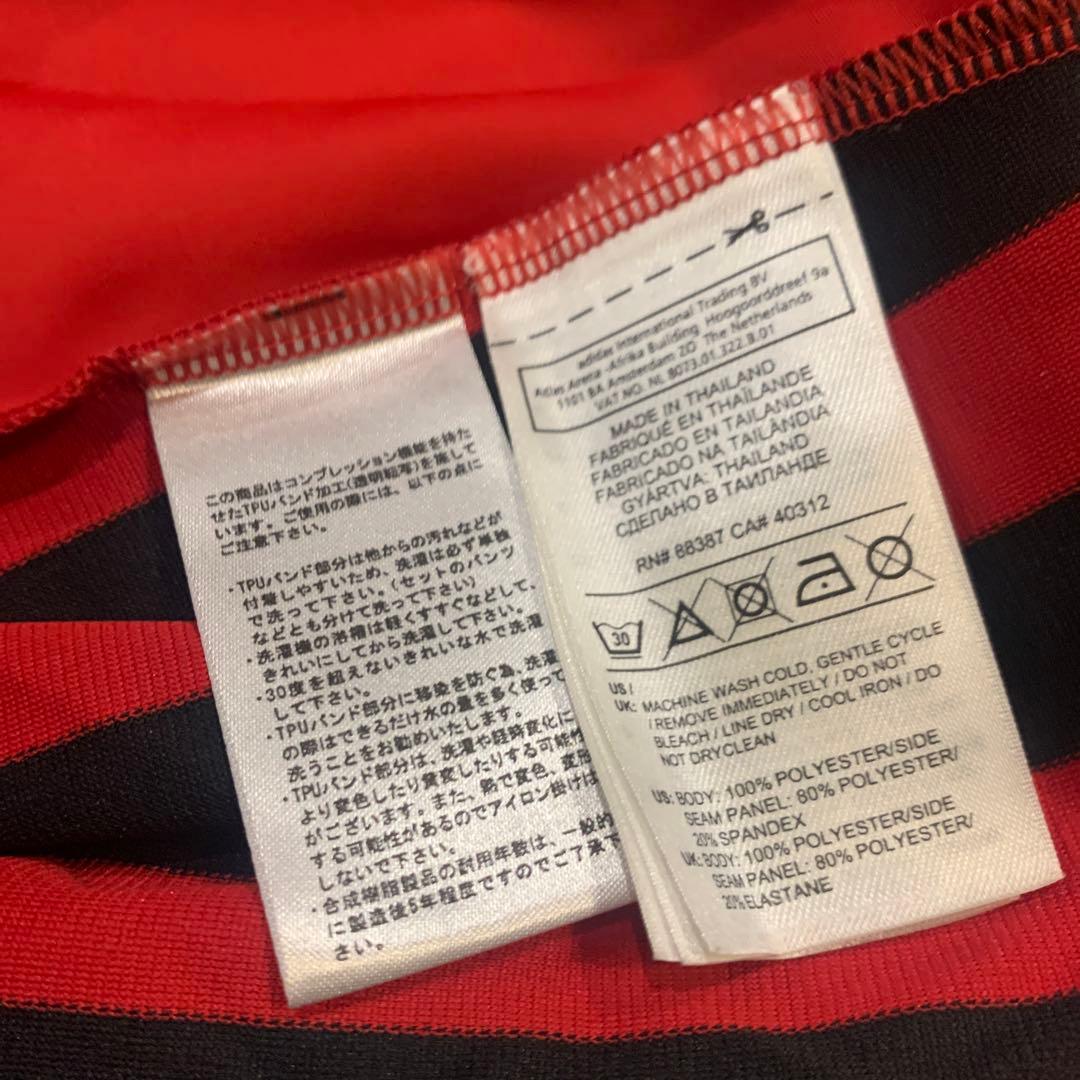 この商品はコンプレッション機能を持た
せたTPUバンド加工(透明転写)を施して
います。ご使用の際には、以下の点に
ご注意下さい。
・TPUバンド部分は他からの汚れなどが
付着しやすいため、洗濯は必ず単独
で洗って下さい。(セットのパンツ
などとも分けて洗って下さい)
・洗濯機の浴槽は軽くすすぐなどして、
きれいにしてから洗濯して下さい。
・30度を超えないきれいな水で洗濯
して下さい。
・TPUバンド部分に移染を防ぐ為、洗濯
の際はできるだけ水の量を多く使って
洗うことをお勧めいたします。
・TPUバンド部分は、洗濯や経時変化に
より変色したり黄変したりする可能性
がございます。また、熱で変色、変形
する可能性があるのでアイロン掛けは
しないで下さい。
・合成樹脂製品の耐用年数は、一般的
に製造後5年程度ですのでご了承下
さい。
adidas International Trading BV
Adies Arena -Afrika Building Hoogoorddreef 9a
1101 BA Amsterdam ZO The Netherlands
VAT NO. NL 8073.01.322.B.01
MADE IN THAILAND
FABRIQUÉ EN THAÏLANDE
FABRICADO EN TAILANDIA
FABRICADO NA TAILÂNDIA
GYÁRTVA: THAILAND
СДЕЛАНО В ТАИЛАНДЕ
RN# 88387 CA# 40312
30
US /
UK: MACHINE WASH COLD, GENTLE CYCLE
/ REMOVE IMMEDIATELY / DO NOT
BLEACH / LINE DRY / COOL IRON / DO
NOT DRYCLEAN
US: BODY: 100% POLYESTER/SIDE
SEAM PANEL: 80% POLYESTER/
20% SPANDEX
UK: BODY: 100% POLYESTER/SIDE
SEAM PANEL: 80% POLYESTER/
20% ELASTANE